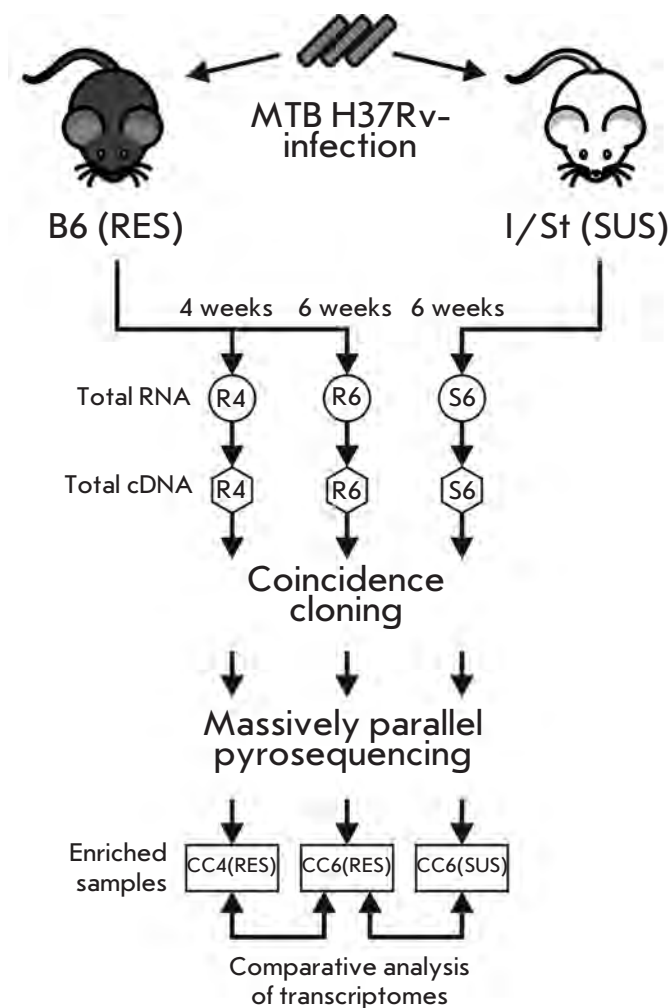 MTB H37Rv-
infection
B6 (RES)
I/St (SUS)
4 weeks 6 weeks 6 weeks
Total RNA R4 R6 S6
Total cDNA R4 R6 S6
Coincidence
cloning
Massively parallel
pyrosequencing
Enriched
samples
CC4(RES) CC6(RES) CC6(SUS)
Comparative analysis
of transcriptomes